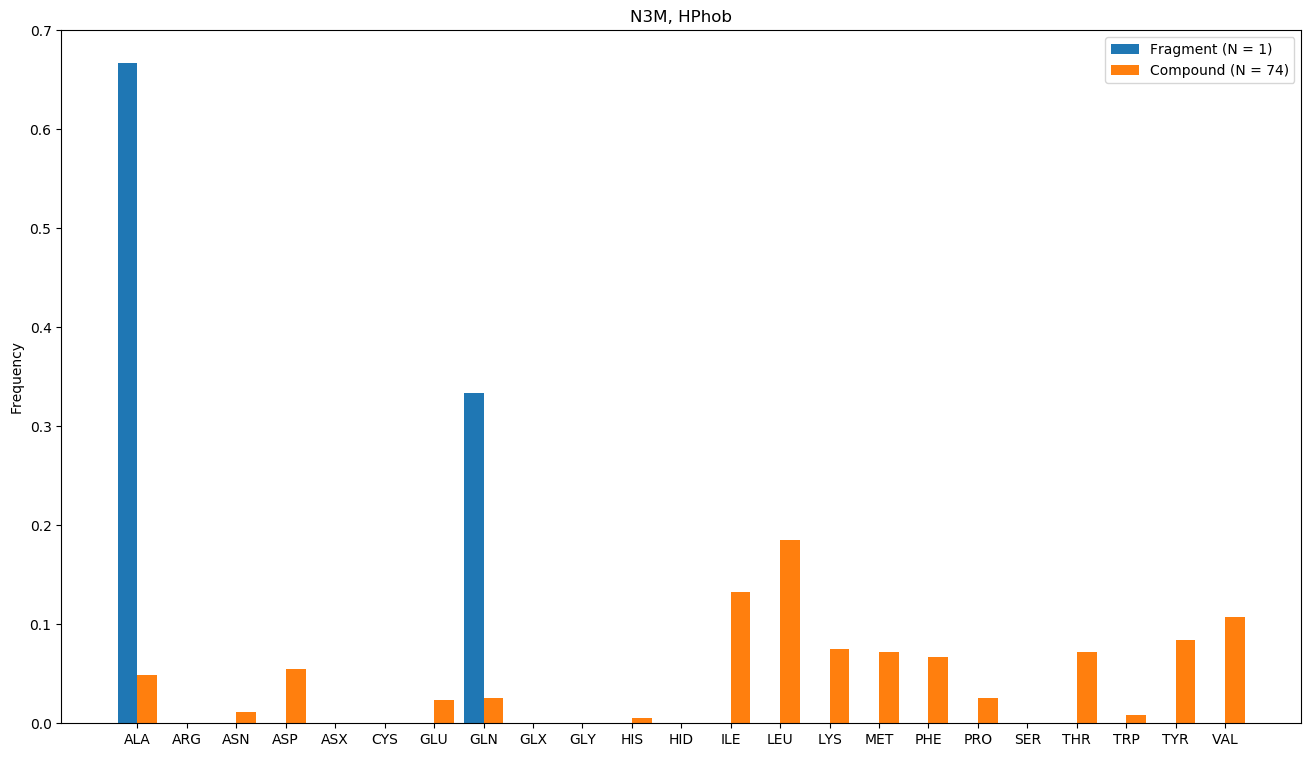 N3M, HPhob
Fragment (N = 1)
Compound (N = 74)
Frequency
0.7
0.6
0.5
0.4
0.3
0.2
0.1
0.0
ALA ARG ASN ASP ASX CYS GLU GLN GLX GLY HIS HID ILE LEU LYS MET PHE PRO SER THR TRP TYR VAL